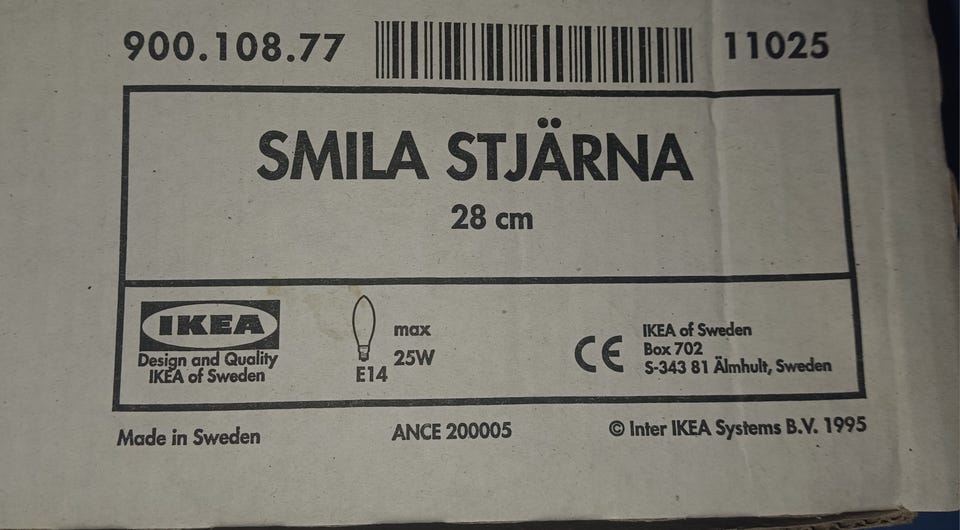 900.108.77 11025
SMILA STJÄRNA
28 cm
IKEA
Design and Quality
IKEA of Sweden
max
25W
E14
CE
IKEA of Sweden
Box 702
S-343 81 Älmhult, Sweden
Made in Sweden ANCE 200005 © Inter IKEA Systems B.V. 1995